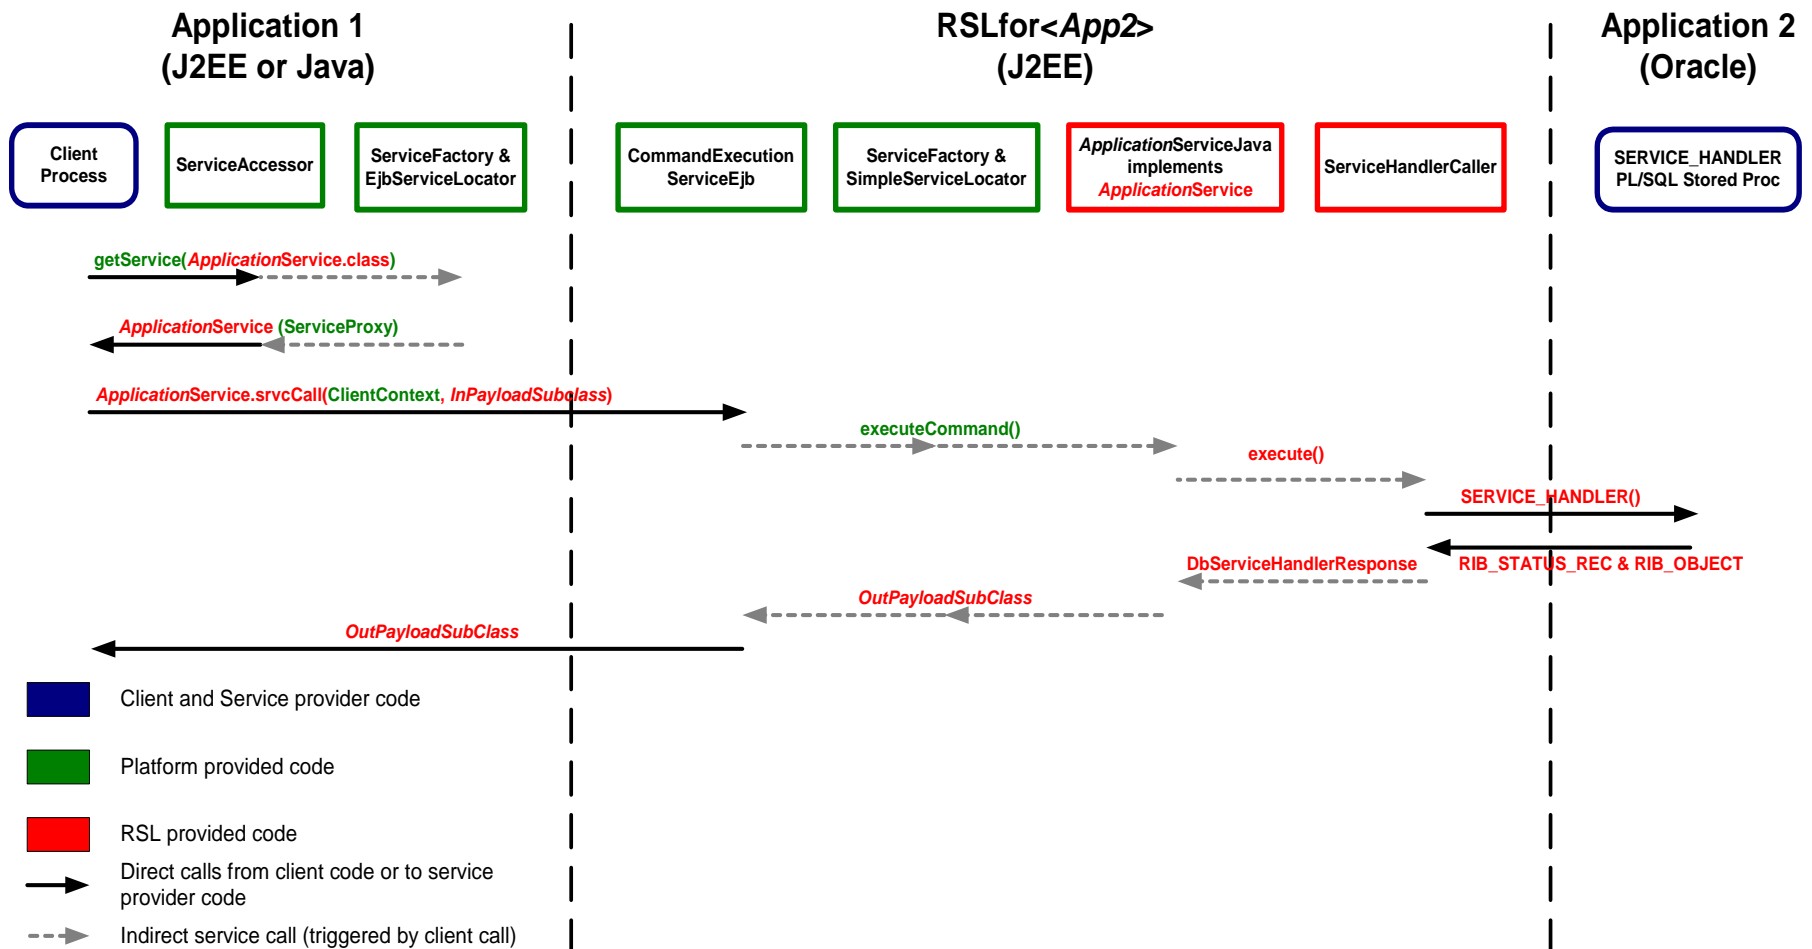 Application 1
(J2EE or Java)
RSLfor<App2>
(J2EE)
Application 2
(Oracle)
Client
Process
ServiceAccessor
ServiceFactory &
EjbServiceLocator
CommandExecution
ServiceEjb
ServiceFactory &
SimpleServiceLocator
ApplicationServiceJava
implements
ApplicationService
ServiceHandlerCaller
SERVICE_HANDLER
PL/SQL Stored Proc
getService(ApplicationService.class)
ApplicationService (ServiceProxy)
ApplicationService.srvcCall(ClientContext, InPayloadSubclass)
executeCommand()
execute()
SERVICE_HANDLER()
RIB_STATUS_REC & RIB_OBJECT
DbServiceHandlerResponse
OutPayloadSubClass
OutPayloadSubClass
Client and Service provider code
Platform provided code
RSL provided code
Direct calls from client code or to service
provider code
Indirect service call (triggered by client call)